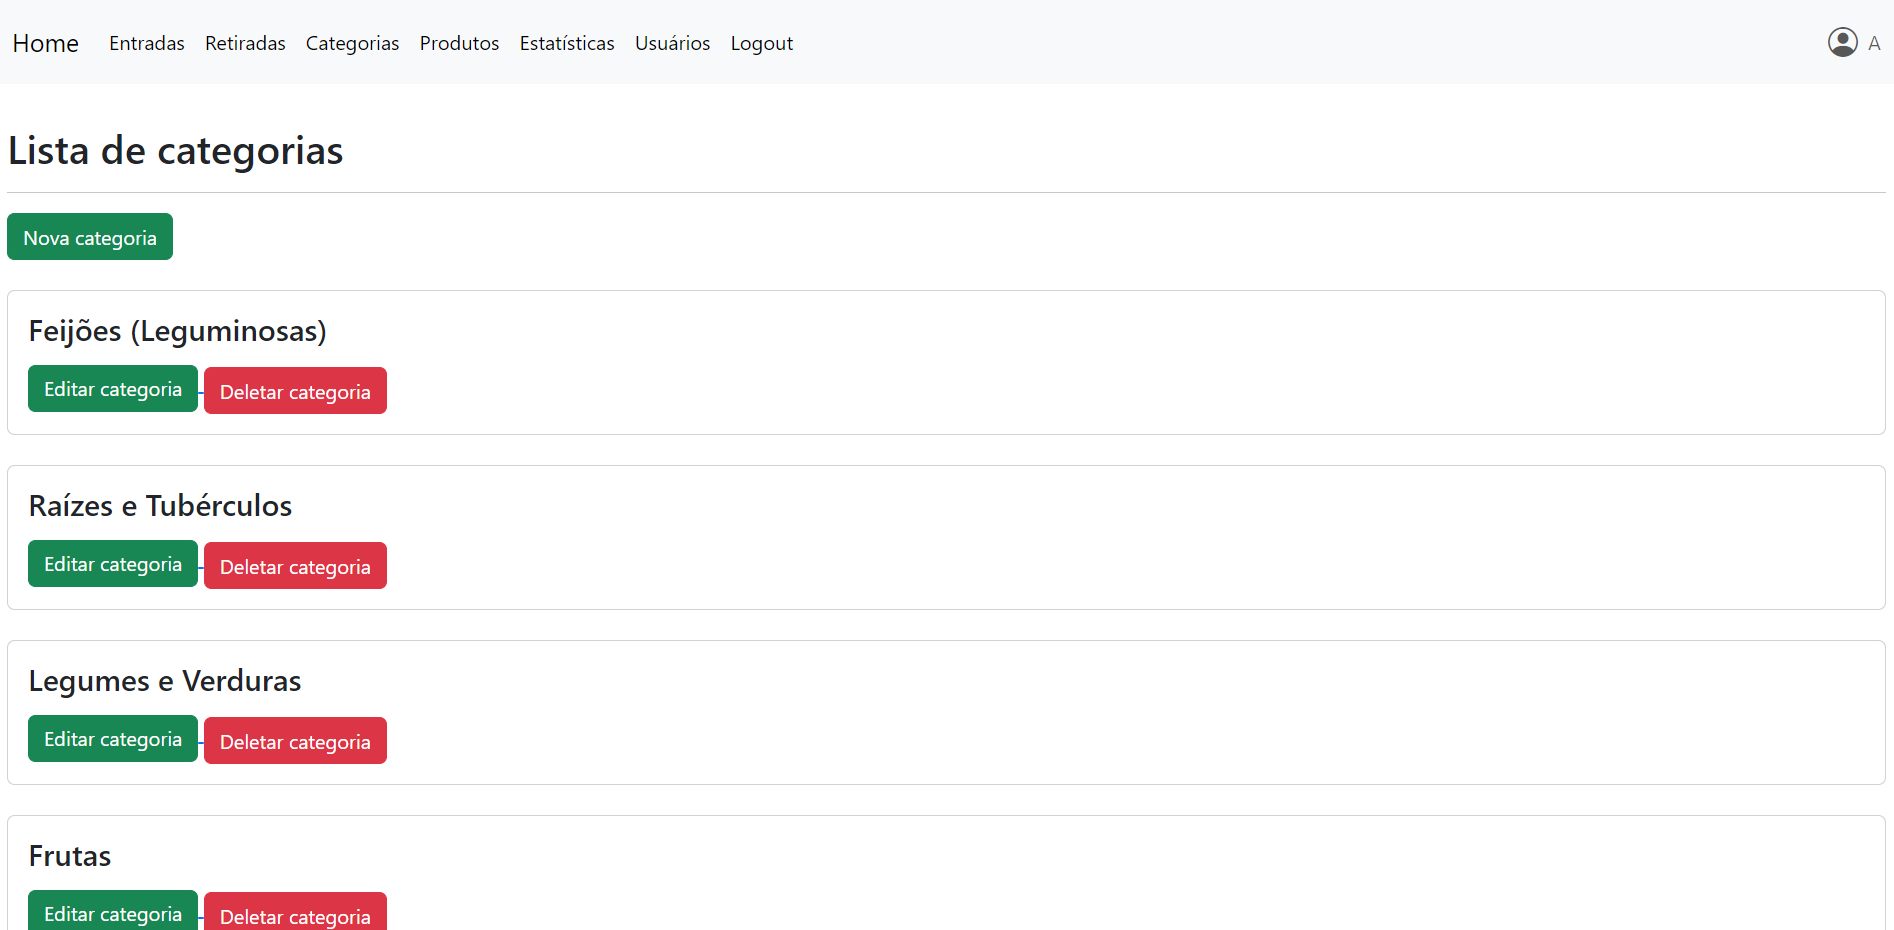 Home Entradas Retiradas Categorias Produtos Estatísticas Usuários Logout A
Lista de categorias
Nova categoria
Feijões (Leguminosas)
Editar categoria Deletar categoria
Raízes e Tubérculos
Editar categoria Deletar categoria
Legumes e Verduras
Editar categoria Deletar categoria
Frutas
Editar categoria Deletar categoria